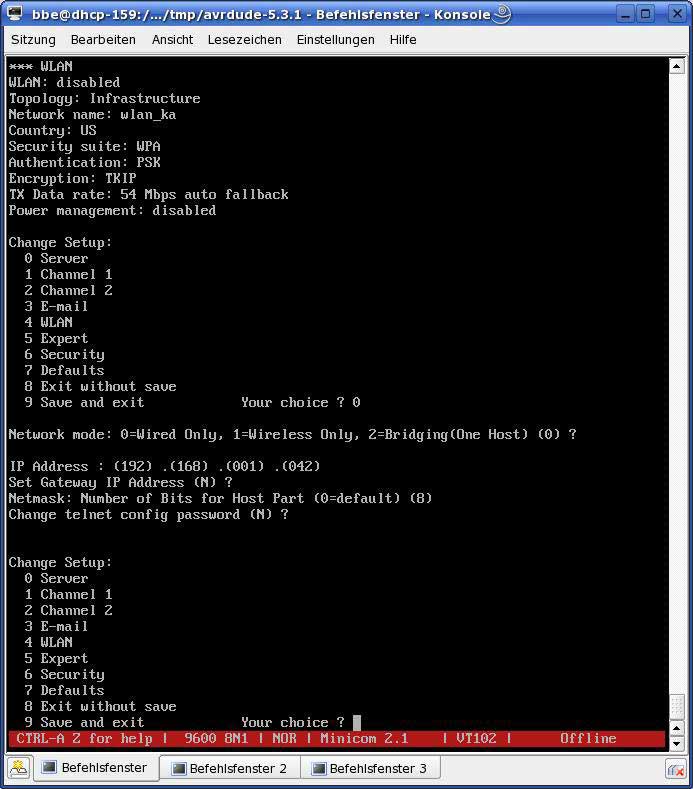 bbe@dhcp-159:/.../tmp/avrdude-5.3.1 - Befehlsfenster - Konsole
Sitzung Bearbeiten Ansicht Lesezeichen Einstellungen Hilfe
*** WLAN
WLAN: disabled
Topology: Infrastructure
Network name: wlan_ka
Country: US
Security suite: WPA
Authentication: PSK
Encryption: TKIP
TX Data rate: 54 Mbps auto fallback
Power management: disabled
Change Setup:
0 Server
1 Channel 1
2 Channel 2
3 E-mail
4 WLAN
5 Expert
6 Security
7 Defaults
8 Exit without save
9 Save and exit Your choice ? 0
Network mode: 0=Wired Only, 1=Wireless Only, 2=Bridging(One Host) (0) ?
IP Address : (192) .(168) .(001) .(042)
Set Gateway IP Address (N) ?
Netmask: Number of Bits for Host Part (0=default) (8)
Change telnet config password (N) ?
Change Setup:
0 Server
1 Channel 1
2 Channel 2
3 E-mail
4 WLAN
5 Expert
6 Security
7 Defaults
8 Exit without save
9 Save and exit Your choice ?
CTRL-A Z for help | 9600 8N1 | NOR | Minicom 2.1 | VT102 | Offline
Befehlsfenster Befehlsfenster 2 Befehlsfenster 3